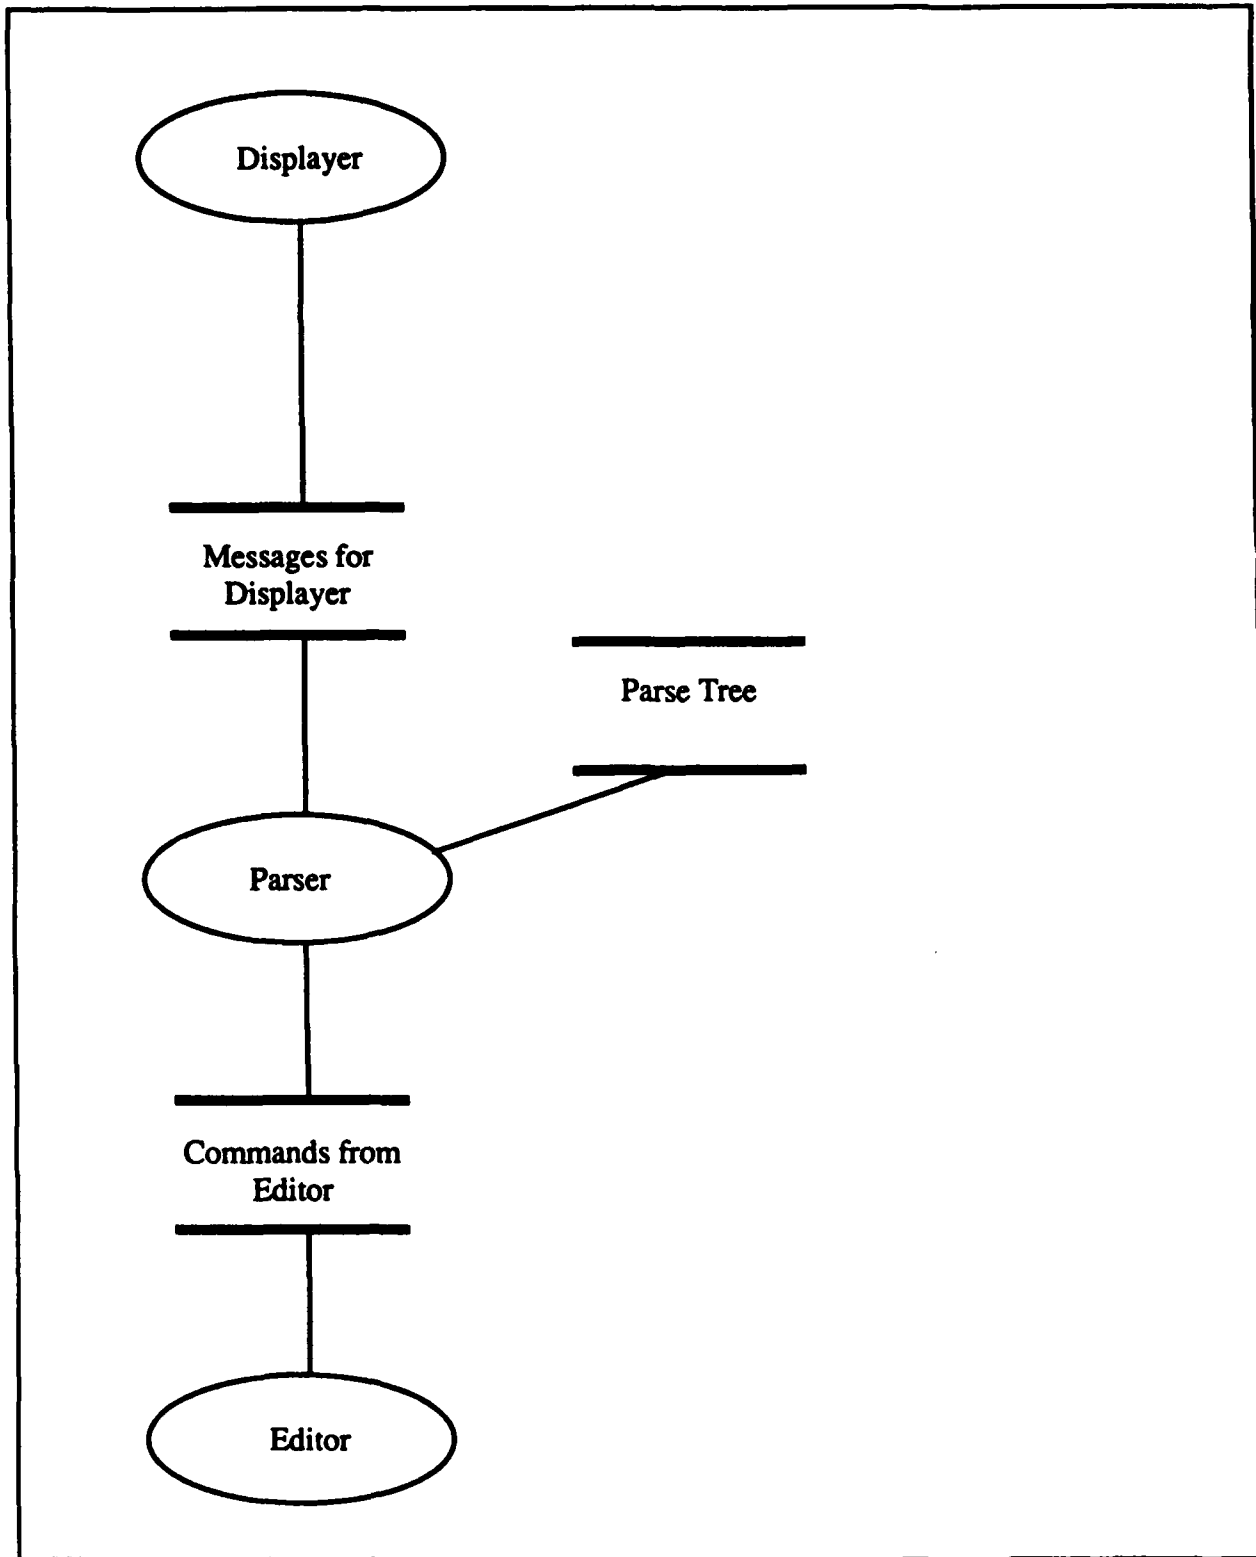 Displayer
Messages for
Displayer
Parse Tree
Parser
Commands from
Editor
Editor